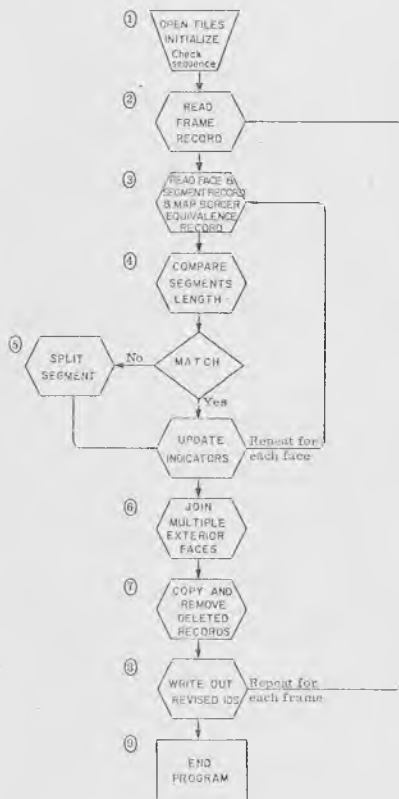 ①
OPEN FILES
INITIALIZE
Check
sequence
②
READ
FRAME
RECORD
③
READ FACE &
SEGMENT RECORD
& MAP BORDER
EQUIVALENCE
RECORD
④
COMPARE
SEGMENTS
LENGTH
⑤
SPLIT
SEGMENT
No
MATCH
Yes
UPDATE
INDICATORS
Repeat for
each face
⑥
JOIN
MULTIPLE
EXTERIOR
FACES
⑦
COPY AND
REMOVE
DELETED
RECORDS
⑧
WRITE OUT
REVISED IDS
Repeat for
each frame
⑨
END
PROGRAM